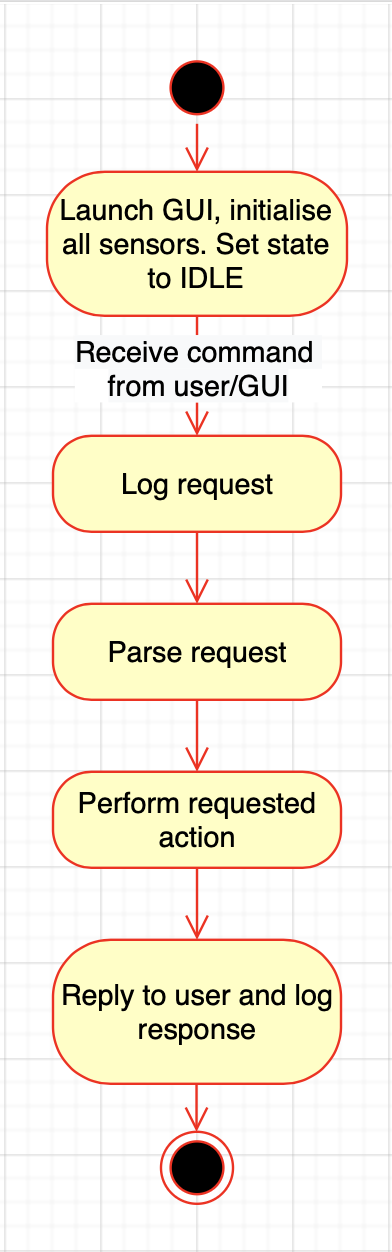 Launch GUI, initialise
all sensors. Set state
to IDLE
Receive command
from user/GUI
Log request
Parse request
Perform requested
action
Reply to user and log
response